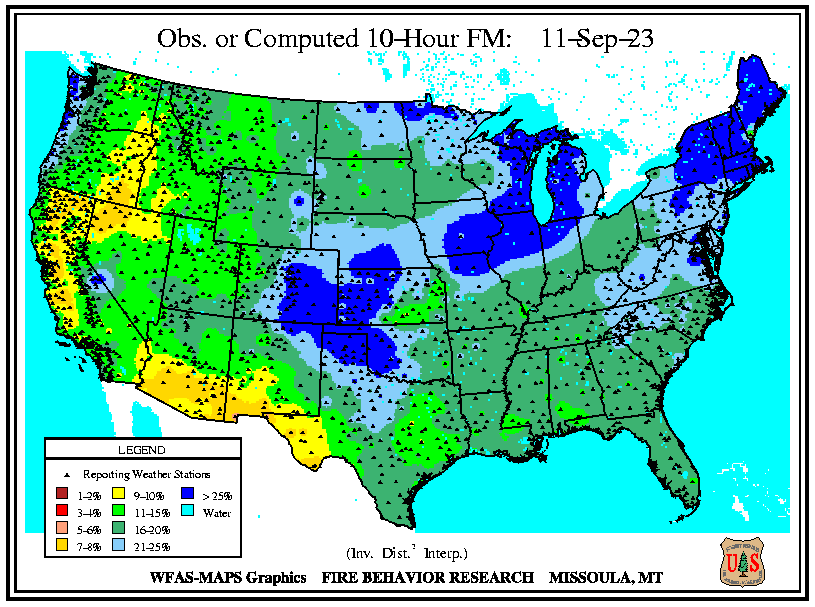 Obs. or Computed 10-Hour FM: 11-Sep-23
LEGEND
Reporting Weather Stations
1-2% 9-10% > 25%
3-4% 11-15% Water
5-6% 16-20%
7-8% 21-25%
(Inv. Dist.² Interp.)
WFAS-MAPS Graphics FIRE BEHAVIOR RESEARCH MISSOULA, MT
U S